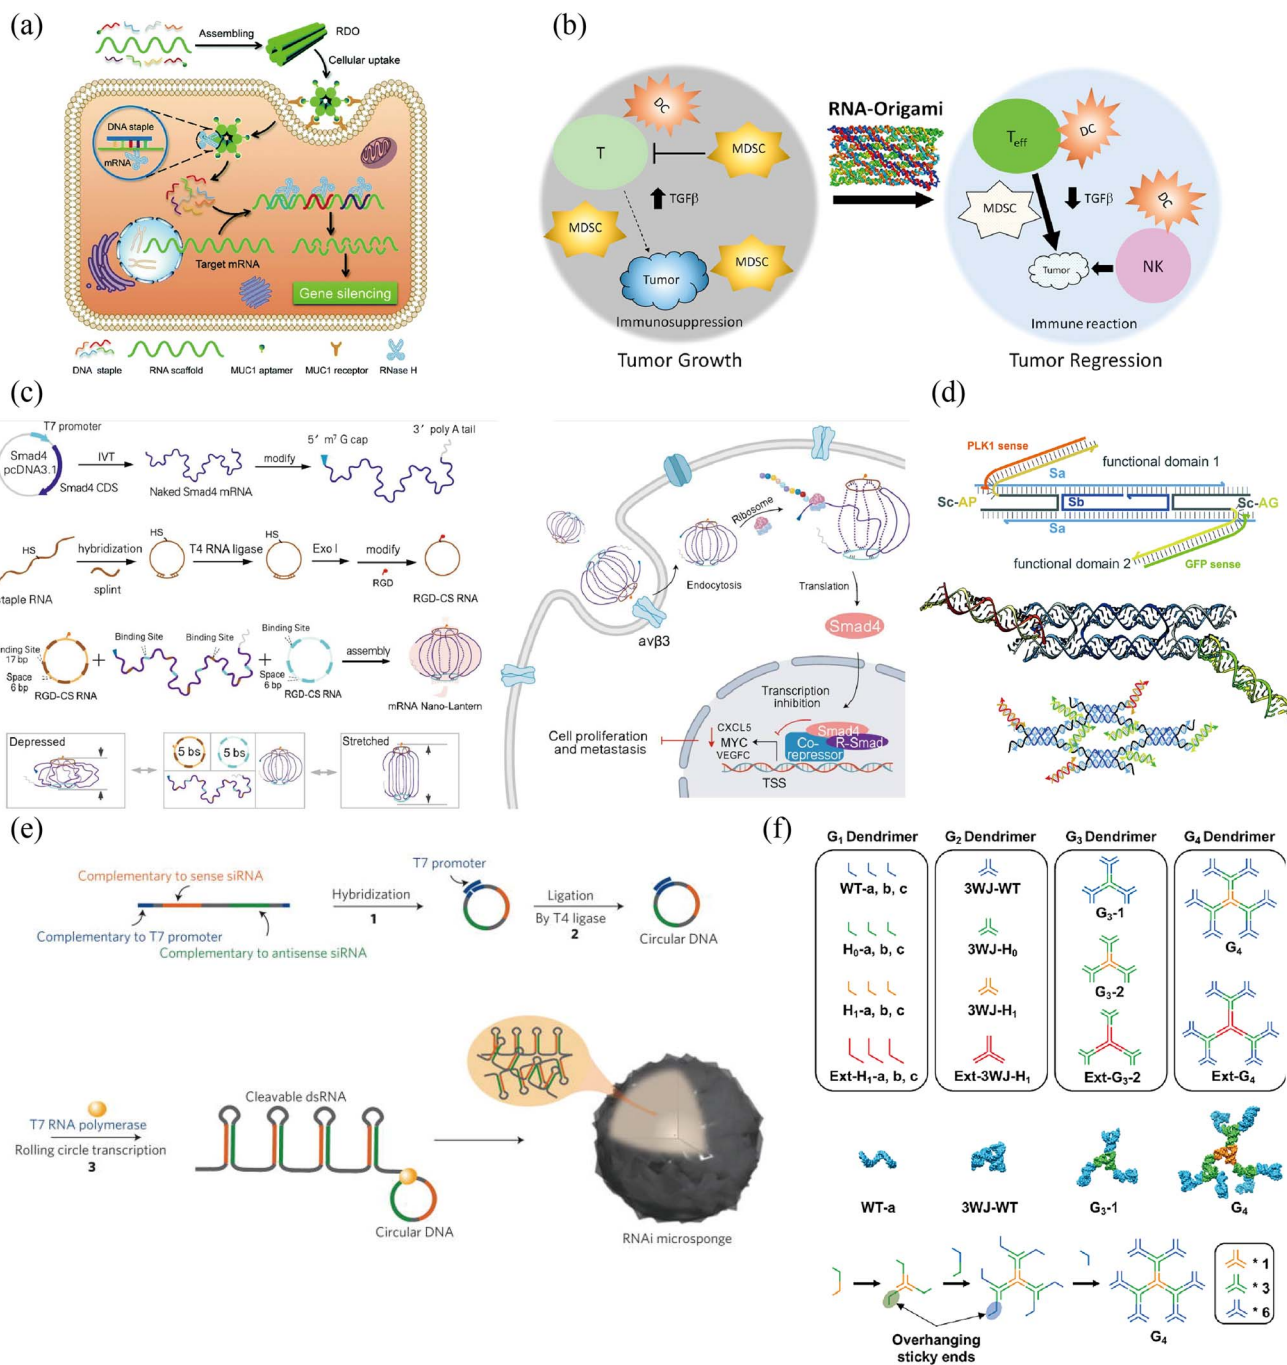 (a)
Assembling
RDO
Cellular uptake
DNA staple
mRNA
Target mRNA
Gene silencing
DNA staple
RNA scaffold
MUC1 aptamer
MUC1 receptor
RNase H
(b)
DC
T
MDSC
TGFβ
MDSC
MDSC
Tumor
Immunosuppression
Tumor Growth
RNA-Origami
Teff
DC
MDSC
TGFβ
DC
Tumor
NK
Immune reaction
Tumor Regression
(c)
T7 promoter
Smad4
pcDNA3.1
Smad4 CDS
IVT
Naked Smad4 mRNA
modify
5' m7 G cap
3' poly A tail
HS
staple RNA
hybridization
splint
HS
T4 RNA ligase
HS
Exo I
modify
RGD
RGD-CS RNA
Binding Site
17 bp
Space
6 bp
RGD-CS RNA
Binding Site
Binding Site
Binding Site
Space
6 bp
RGD-CS RNA
assembly
mRNA Nano-Lantern
Depressed
5 bs
5 bs
Stretched
Ribosome
Endocytosis
αvβ3
Translation
Smad4
Transcription
inhibition
Cell proliferation
and metastasis
CXCL5
MYC
VEGFC
Smad4
Co-
repressor
R-Smad
TSS
(d)
PLK1 sense
Sa
functional domain 1
Sc-AP
Sb
Sc-AG
Sa
functional domain 2
GFP sense
(e)
Complementary to sense siRNA
Complementary to T7 promoter
Complementary to antisense siRNA
Hybridization
1
T7 promoter
Ligation
By T4 ligase
2
Circular DNA
T7 RNA polymerase
Rolling circle transcription
3
Cleavable dsRNA
Circular DNA
RNAi microsponge
(f)
G1 Dendrimer
G2 Dendrimer
G3 Dendrimer
G4 Dendrimer
WT-a, b, c
3WJ-WT
G3-1
G4
H0-a, b, c
3WJ-H0
G3-2
H1-a, b, c
3WJ-H1
Ext-H1-a, b, c
Ext-3WJ-H1
Ext-G3-2
Ext-G4
WT-a
3WJ-WT
G3-1
G4
Overhanging
sticky ends
G4
* 1
* 3
* 6